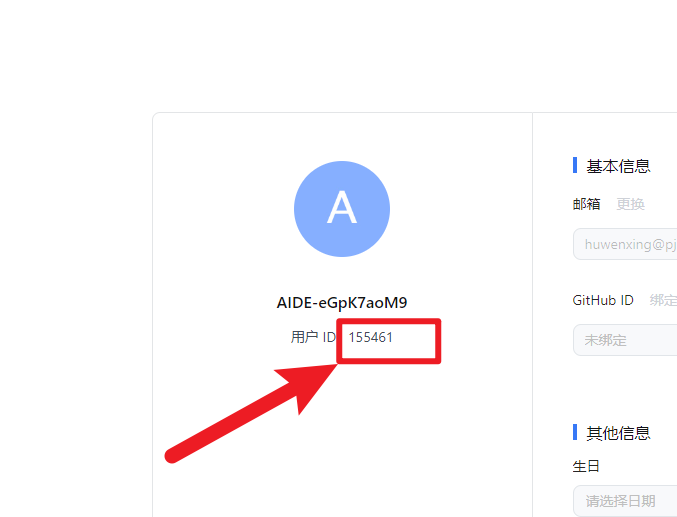 A
AIDE-eGpK7aoM9
用户 ID 155461
基本信息
邮箱 更换
huwenxing@pj
GitHub ID 绑定
未绑定
其他信息
生日
请选择日期